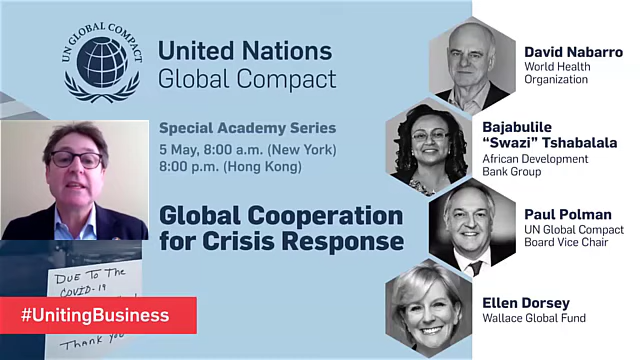 UN GLOBAL COMPACT
United Nations
Global Compact
Special Academy Series
5 May, 8:00 a.m. (New York)
8:00 p.m. (Hong Kong)
Global Cooperation
for Crisis Response
David Nabarro
World Health
Organization
Bajabulile
“Swazi” Tshabalala
African Development
Bank Group
Paul Polman
UN Global Compact
Board Vice Chair
Ellen Dorsey
Wallace Global Fund
DUE TO THE
COVID-19
#UnitingBusiness
THANK YOU